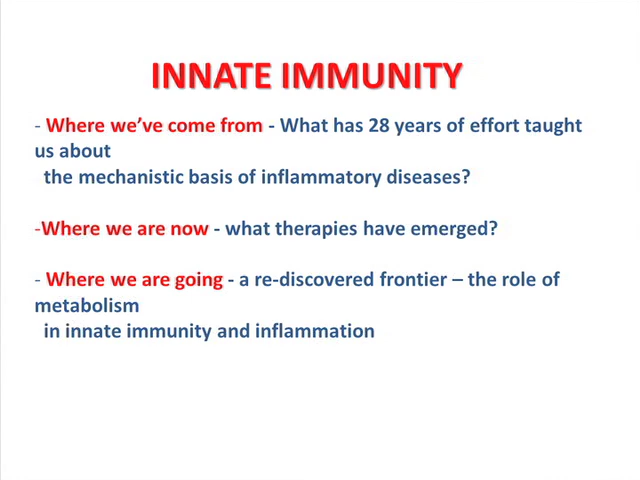 INNATE IMMUNITY
- Where we’ve come from - What has 28 years of effort taught
us about
the mechanistic basis of inflammatory diseases?
-Where we are now - what therapies have emerged?
- Where we are going - a re-discovered frontier – the role of
metabolism
in innate immunity and inflammation